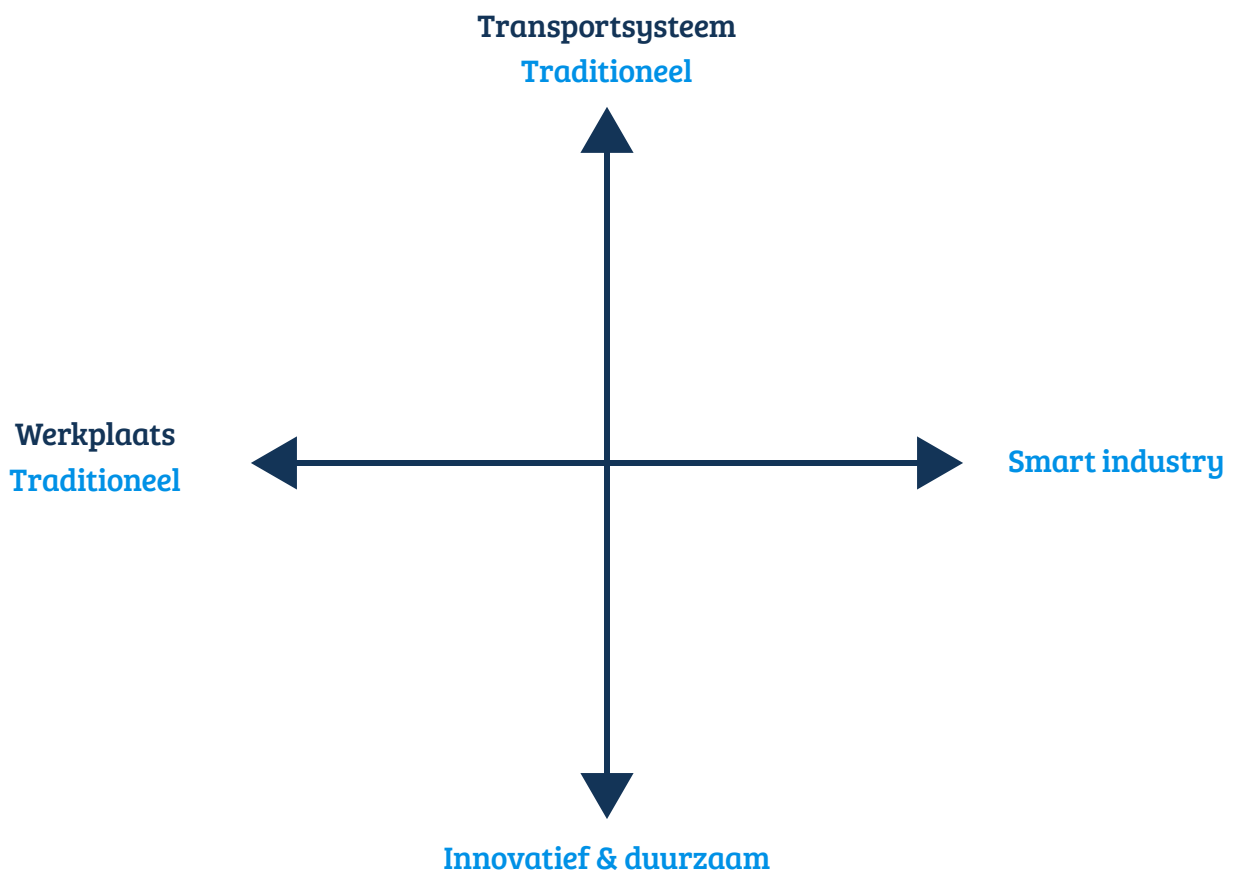 Transportsysteem
Traditioneel
Werkplaats
Traditioneel
Smart industry
Innovatief & duurzaam